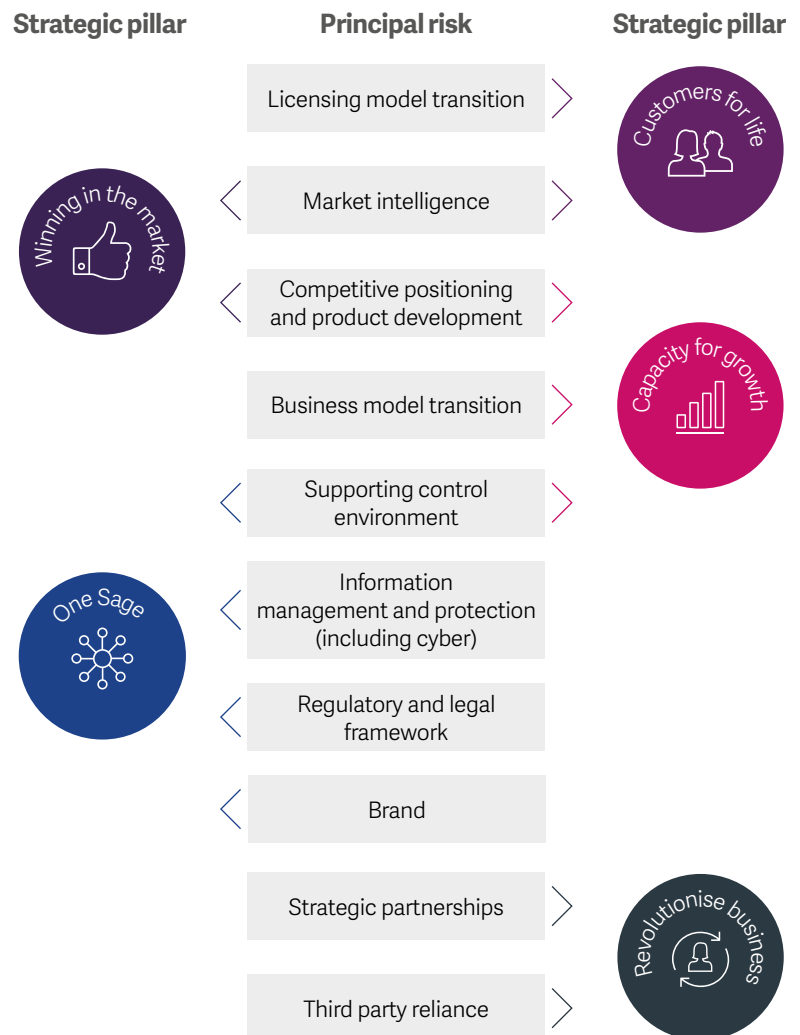 Strategic pillar
Principal risk
Strategic pillar
Licensing model transition
Customers for life
Market intelligence
Winning in the market
Competitive positioning
and product development
Capacity for growth
Business model transition
Supporting control
environment
Information
management and protection
(including cyber)
One Sage
Regulatory and legal
framework
Brand
Strategic partnerships
Revolutionise business
Third party reliance